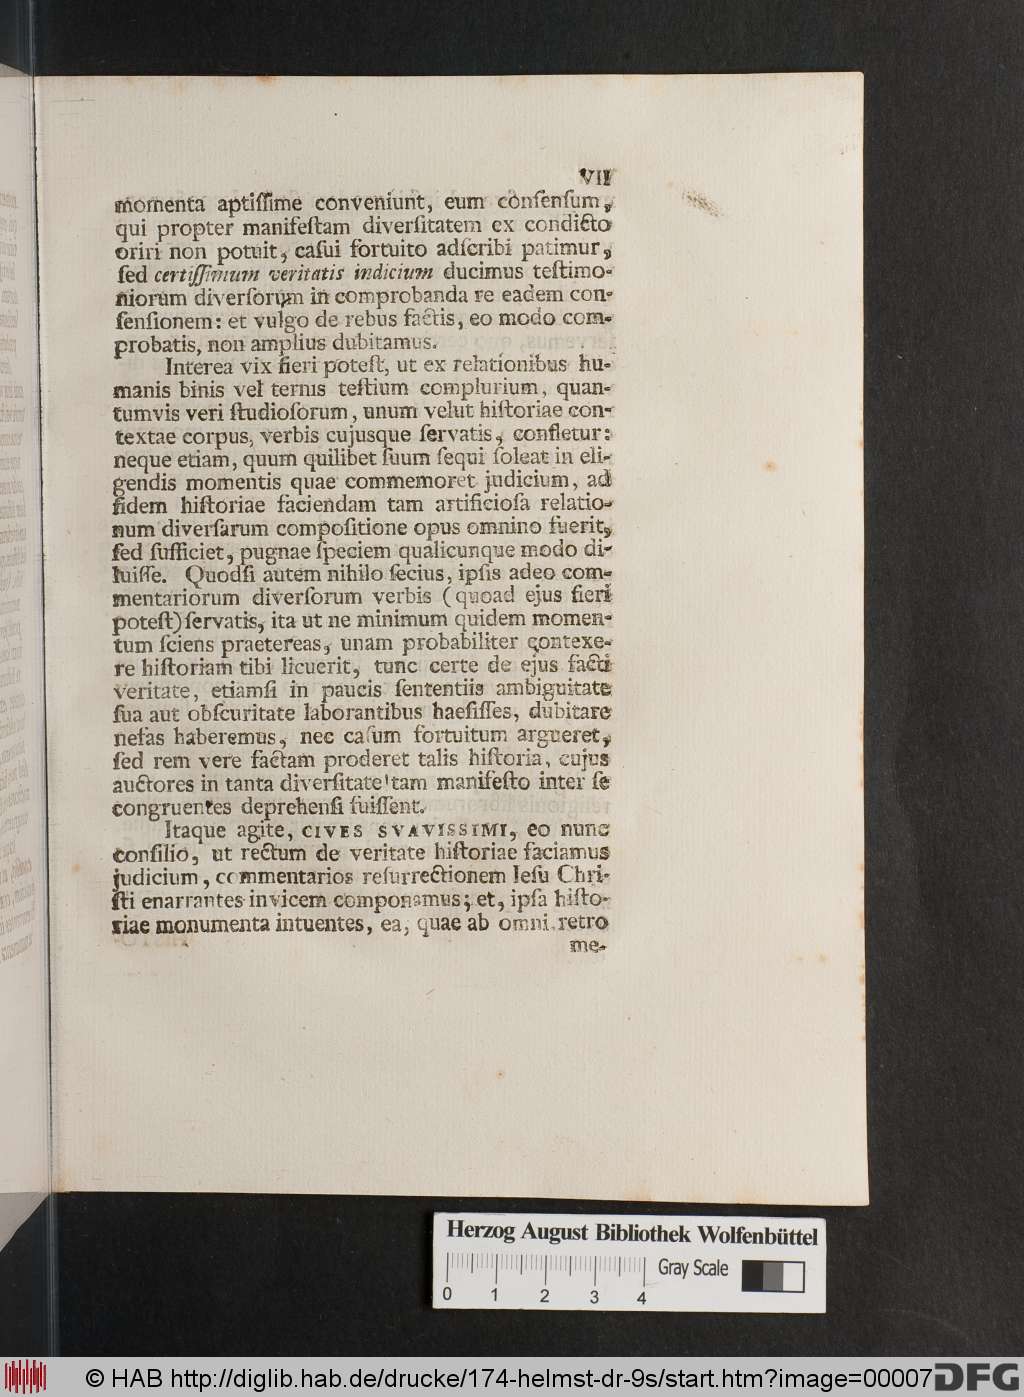 VII
momenta aptiſſime conveniunt, eum conſenſum,
qui propter manifeſtam diverſitatem ex condicto
oriri non potuit, caſui fortuito adſcribi patimur,
ſed certiſſimum veritatis indicium ducimus teſtimo-
niorum diverſorum in comprobanda re eadem con-
ſenſionem: et vulgo de rebus factis, eo modo com-
probatis, non amplius dubitamus.
Interea vix fieri poteſt, ut ex relationibus hu-
manis binis vel ternis teſtium complurium, quan-
tumvis veri ſtudioſorum, unum velut hiſtoriae con-
textae corpus, verbis cujusque ſervatis, confletur:
neque etiam, quum quilibet ſuum ſequi ſoleat in eli-
gendis momentis quae commemoret judicium, ad
fidem hiſtoriae faciendam tam artificioſa relatio-
num diverſarum compoſitione opus omnino fuerit,
ſed ſufficiet, pugnae ſpeciem qualicunque modo di-
luiſſe. Quodſi autem nihilo ſecius, ipſis adeo com-
mentariorum diverſorum verbis (quoad ejus fieri
poteſt) ſervatis, ita ut ne minimum quidem momen-
tum ſciens praetereas, unam probabiliter contexe-
re hiſtoriam tibi licuerit, tunc certe de ejus facti
veritate, etiamſi in paucis ſententiis ambiguitate
ſua aut obſcuritate laborantibus haeſiſſes, dubitare
nefas haberemus, nec caſum fortuitum argueret,
ſed rem vere factam proderet talis hiſtoria, cujus
auctores in tanta diverſitate tam manifeſto inter ſe
congruentes deprehenſi fuiſſent.
Itaque agite, CIVES SVAVISSIMI, eo nunc
conſilio, ut rectum de veritate hiſtoriae faciamus
judicium, commentarios reſurrectionem Ieſu Chri-
ſti enarrantes invicem componamus; et, ipſa hiſto-
riae monumenta intuentes, ea, quae ab omni retro
me-
Herzog August Bibliothek Wolfenbüttel
Gray Scale
0 1 2 3 4
© HAB http://diglib.hab.de/drucke/174-helmst-dr-9s/start.htm?image=00007
DFG